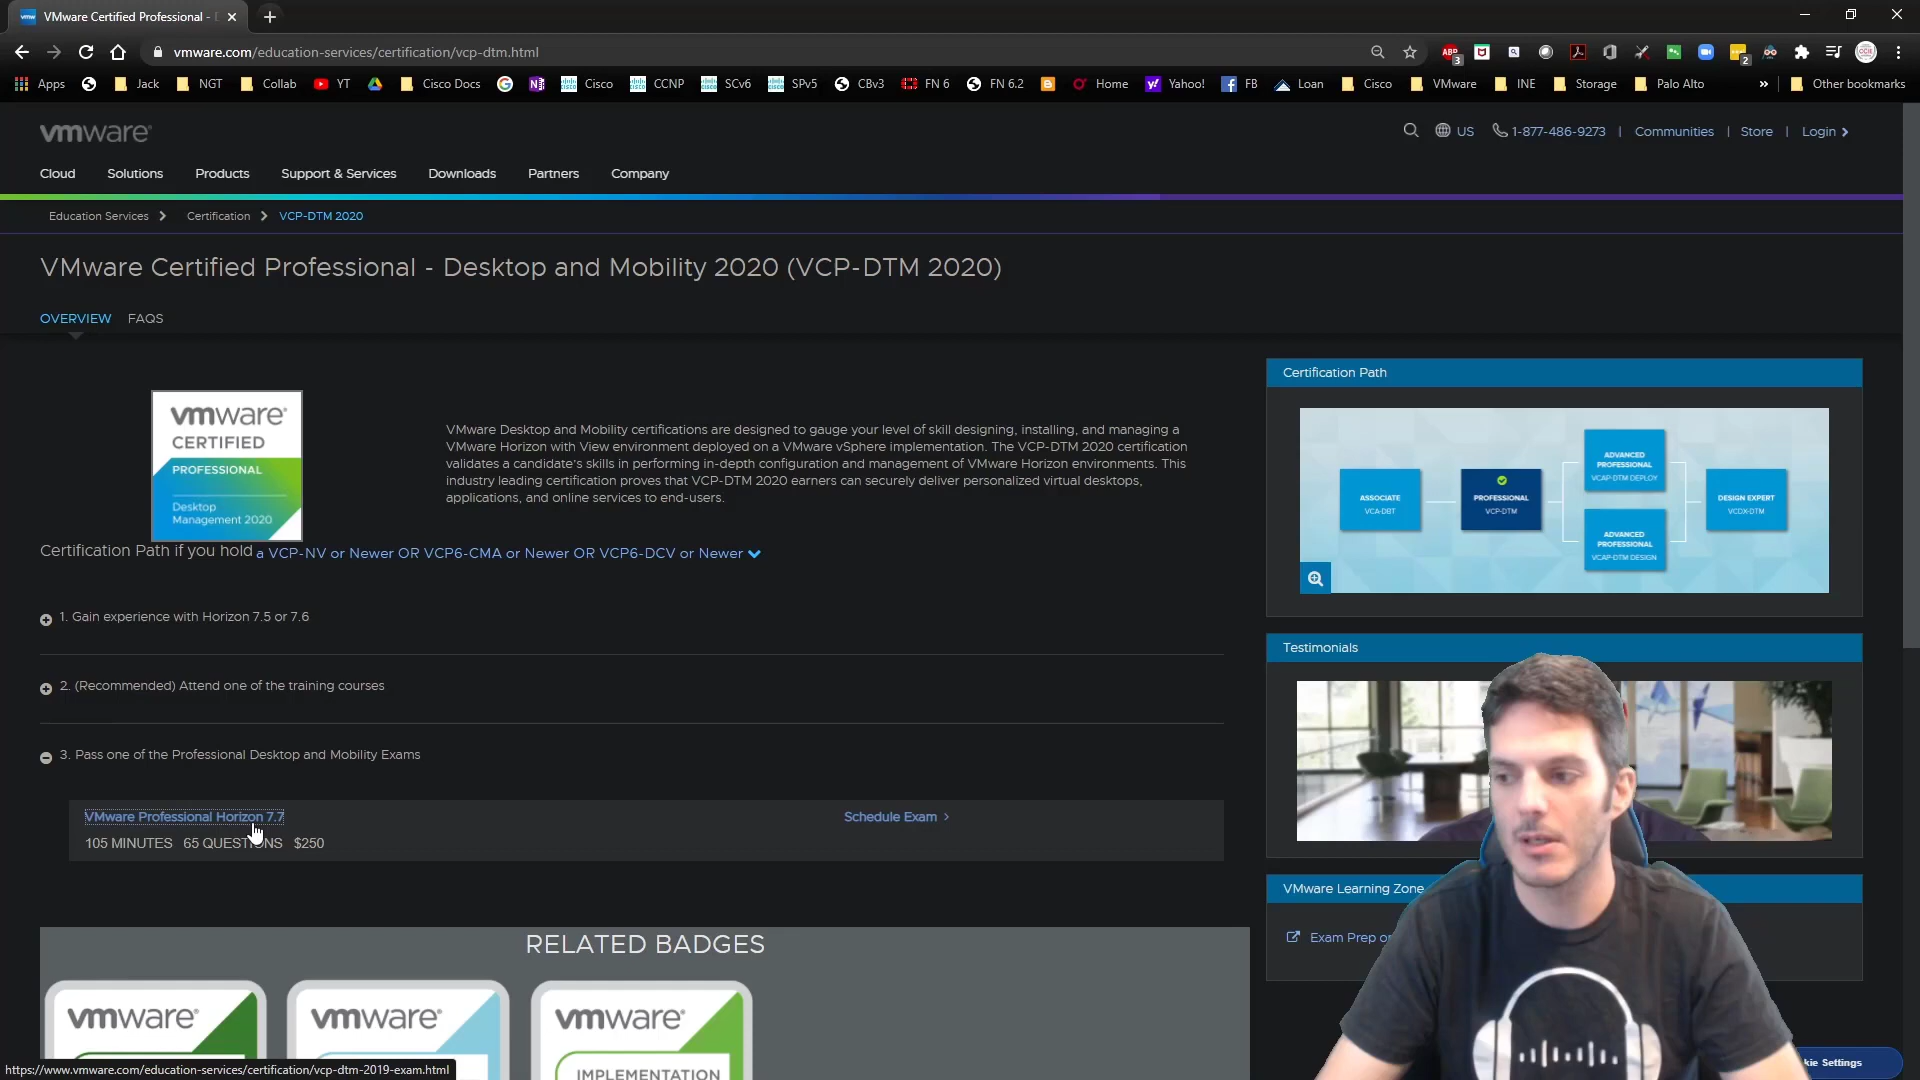 VMware Certified Professional -
vmware.com/education-services/certification/vcp-dtm.html
Apps Jack NGT Collab YT Cisco Docs Cisco CCNP SCv6 SPv5 CBv3 FN 6 FN 6.2 Home Yahoo! FB Loan Cisco VMware INE Storage Palo Alto » Other bookmarks
vmware
US 1-877-486-9273 | Communities | Store | Login
Cloud Solutions Products Support & Services Downloads Partners Company
Education Services Certification VCP-DTM 2020
VMware Certified Professional - Desktop and Mobility 2020 (VCP-DTM 2020)
OVERVIEW FAQS
vmware
CERTIFIED
PROFESSIONAL
Desktop
Management 2020
VMware Desktop and Mobility certifications are designed to gauge your level of skill designing, installing, and managing a
VMware Horizon with View environment deployed on a VMware vSphere implementation. The VCP-DTM 2020 certification
validates a candidate's skills in performing in-depth configuration and management of VMware Horizon environments. This
industry leading certification proves that VCP-DTM 2020 earners can securely deliver personalized virtual desktops,
applications, and online services to end-users.
Certification Path if you hold a VCP-NV or Newer OR VCP6-CMA or Newer OR VCP6-DCV or Newer
1. Gain experience with Horizon 7.5 or 7.6
2. (Recommended) Attend one of the training courses
3. Pass one of the Professional Desktop and Mobility Exams
VMware Professional Horizon 7.7 Schedule Exam
105 MINUTES 65 QUESTIONS $250
RELATED BADGES
vmware vmware vmware
IMPLEMENTATION
Certification Path
ASSOCIATE
VCA-DBT
PROFESSIONAL
VCP-DTM
ADVANCED
PROFESSIONAL
VCAP-DTM DEPLOY
ADVANCED
PROFESSIONAL
VCAP-DTM DESIGN
DESIGN EXPERT
VCDX-DTM
Testimonials
VMware Learning Zone
Exam Prep
Settings
https://www.vmware.com/education-services/certification/vcp-dtm-2019-exam.html